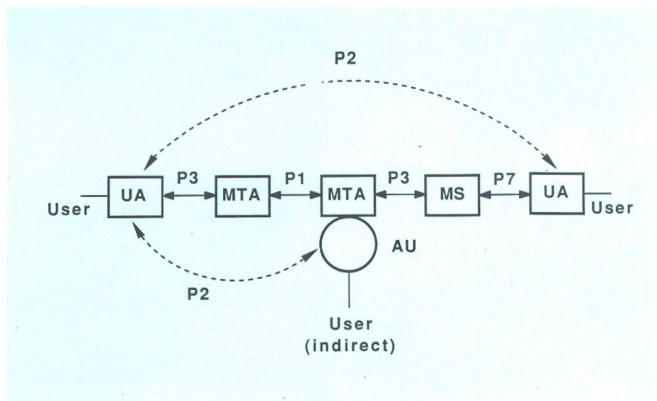 P2
P3 P1 P3 P7
UA MTA MTA MS UA
User User
AU
P2
User
(indirect)